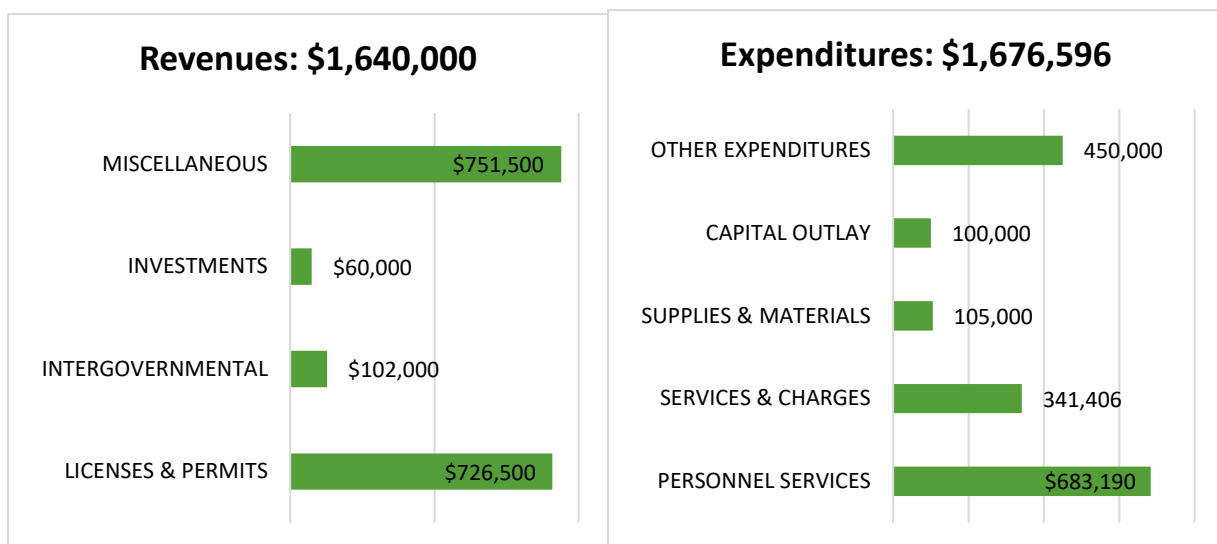 Revenues: $1,640,000
MISCELLANEOUS
$751,500
INVESTMENTS
$60,000
INTERGOVERNMENTAL
$102,000
LICENSES & PERMITS
$726,500
Expenditures: $1,676,596
OTHER EXPENDITURES
450,000
CAPITAL OUTLAY
100,000
SUPPLIES & MATERIALS
105,000
SERVICES & CHARGES
341,406
PERSONNEL SERVICES
$683,190